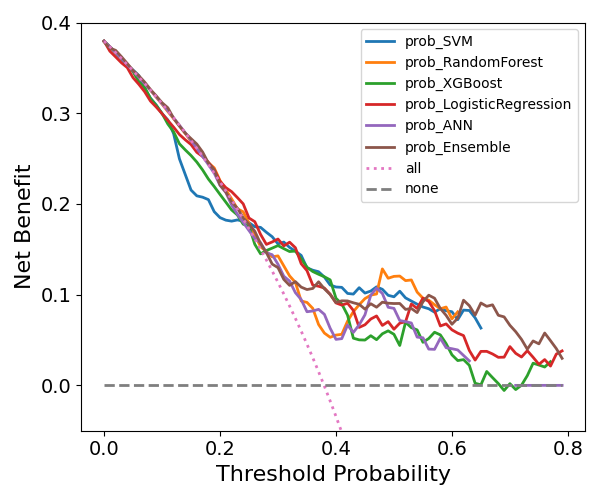 0.4
0.3
0.2
0.1
0.0
Net Benefit
prob_SVM
prob_RandomForest
prob_XGBoost
prob_LogisticRegression
prob_ANN
prob_Ensemble
all
none
0.0 0.2 0.4 0.6 0.8
Threshold Probability